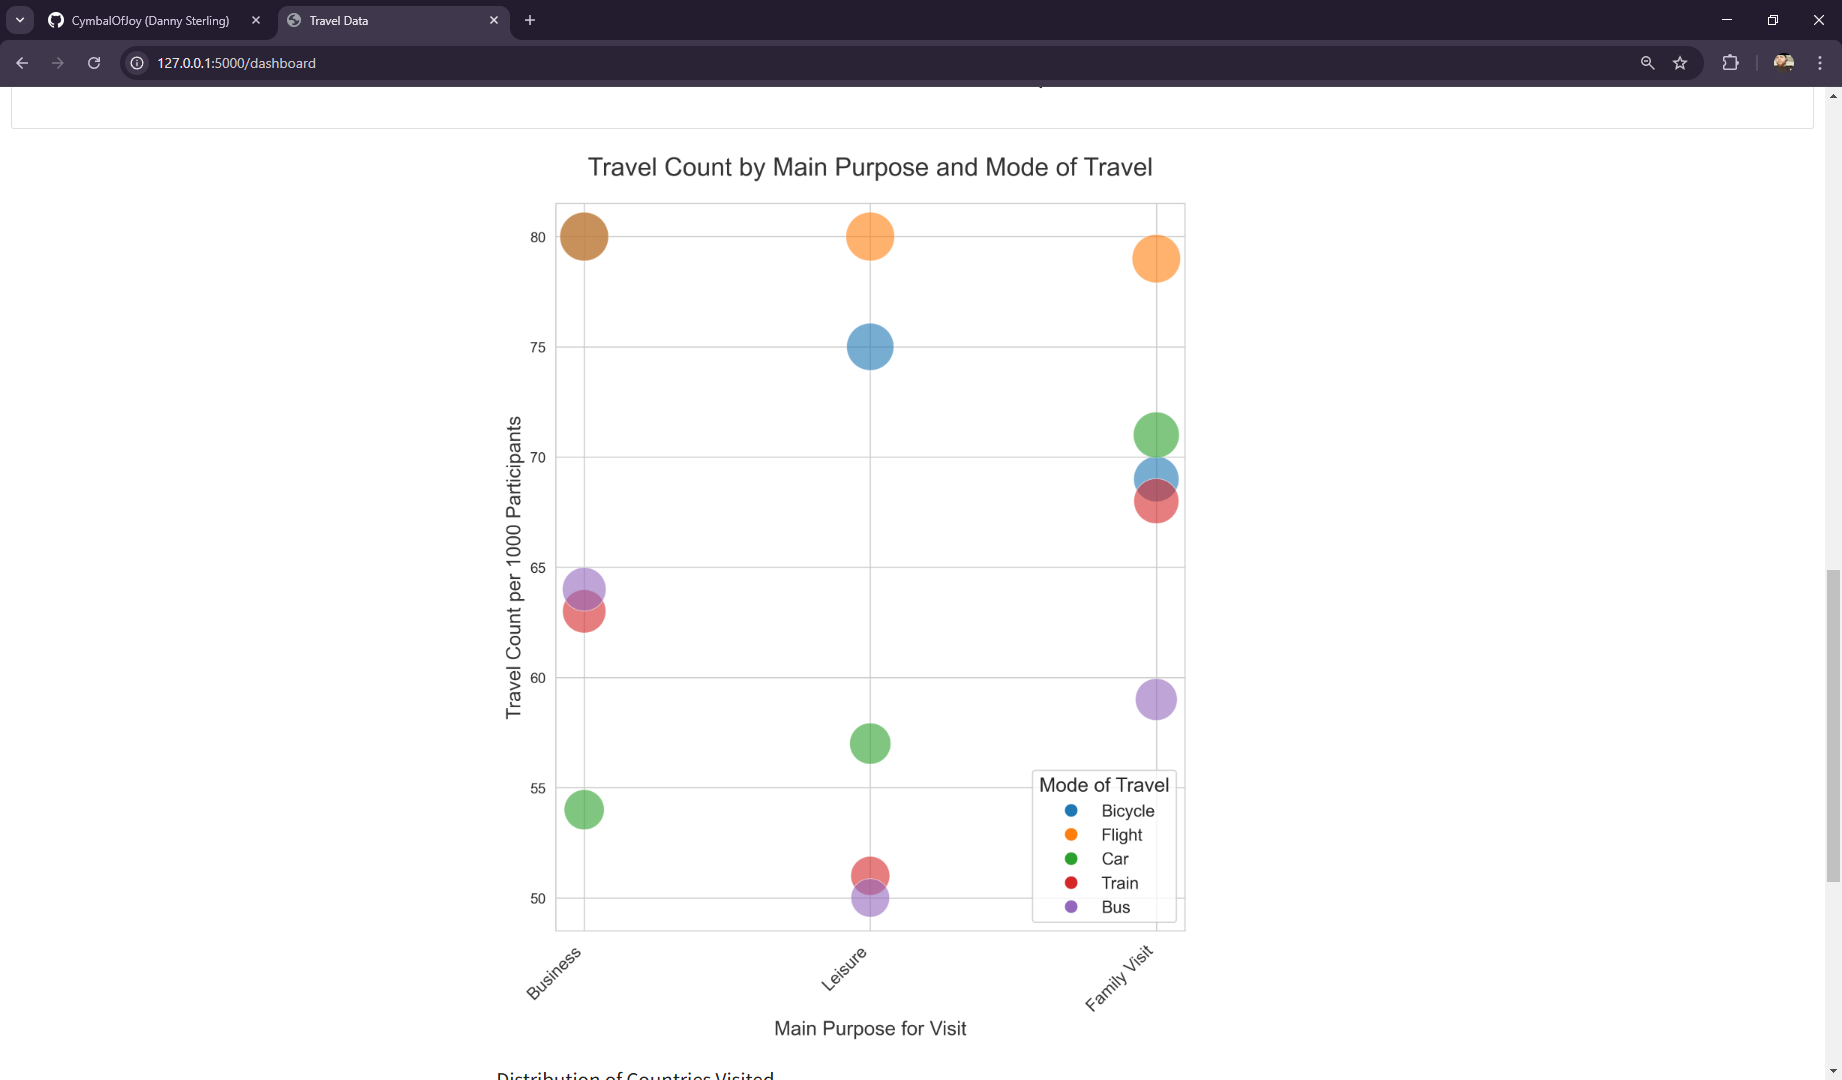 CymbalOfJoy (Danny Sterling)
Travel Data
127.0.0.1:5000/dashboard
Travel Count by Main Purpose and Mode of Travel
Travel Count per 1000 Participants
80
75
70
65
60
55
50
Mode of Travel
Bicycle
Flight
Car
Train
Bus
Business
Leisure
Family Visit
Main Purpose for Visit
Distribution of Countries Visited